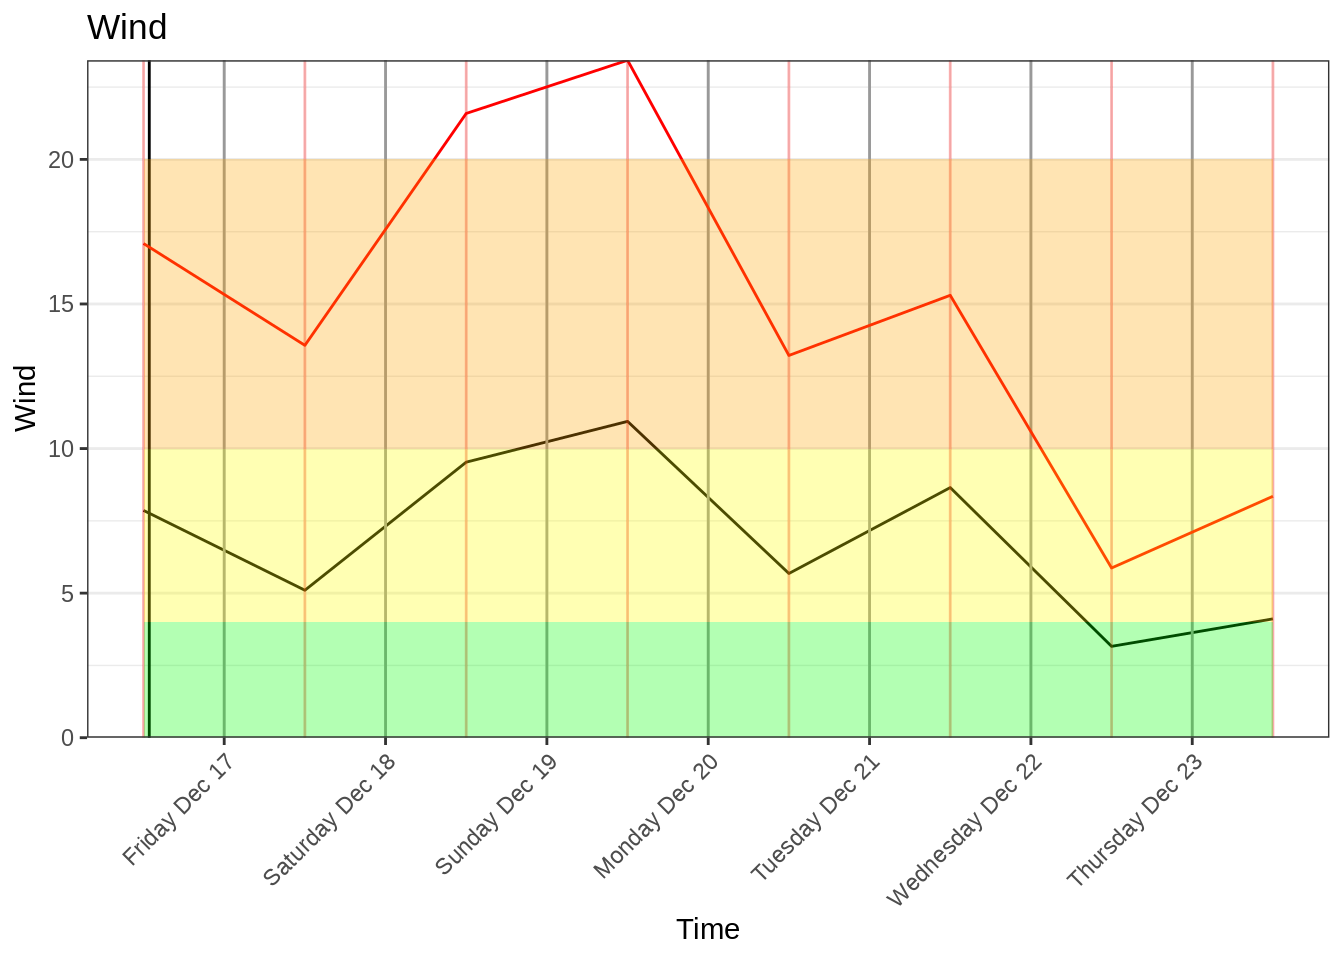 Wind
Wind
20
15
10
5
0
Friday Dec 17
Saturday Dec 18
Sunday Dec 19
Monday Dec 20
Tuesday Dec 21
Wednesday Dec 22
Thursday Dec 23
Time